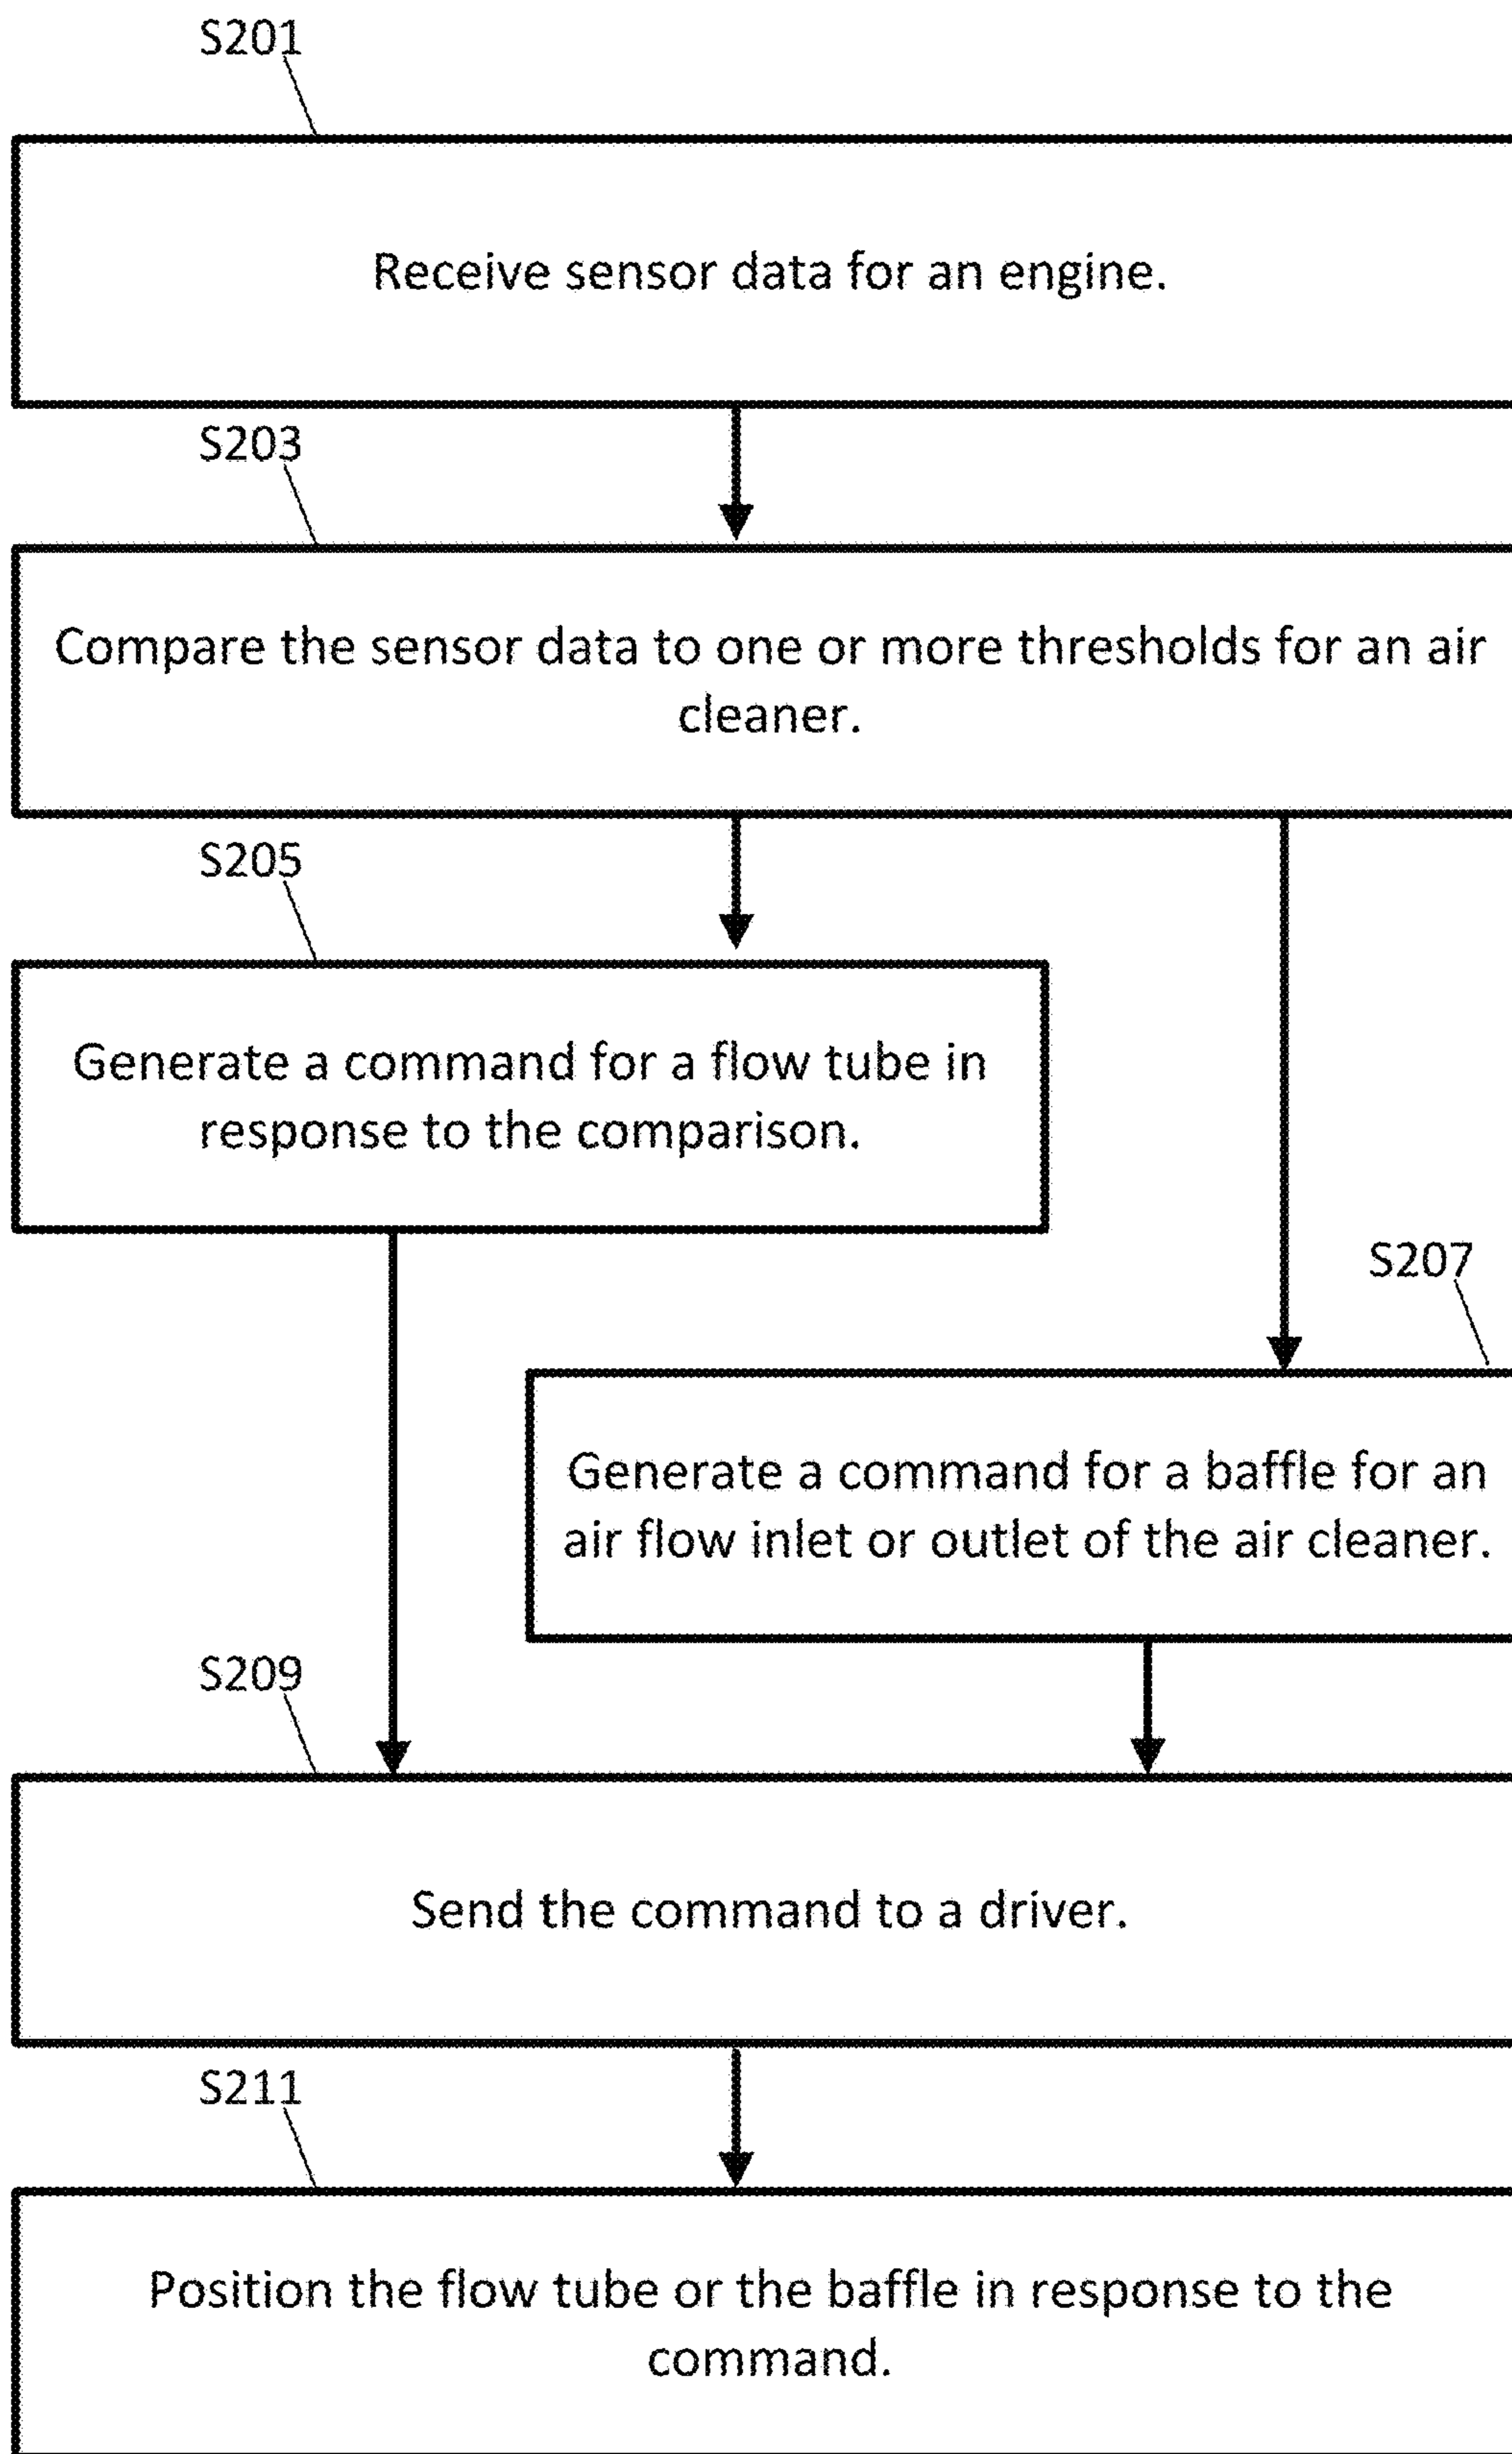 S201
Receive sensor data for an engine.
S203
Compare the sensor data to one or more thresholds for an air
cleaner.
S205
Generate a command for a flow tube in
response to the comparison.
S207
Generate a command for a baffle for an
air flow inlet or outlet of the air cleaner.
S209
Send the command to a driver.
S211
Position the flow tube or the baffle in response to the
command.